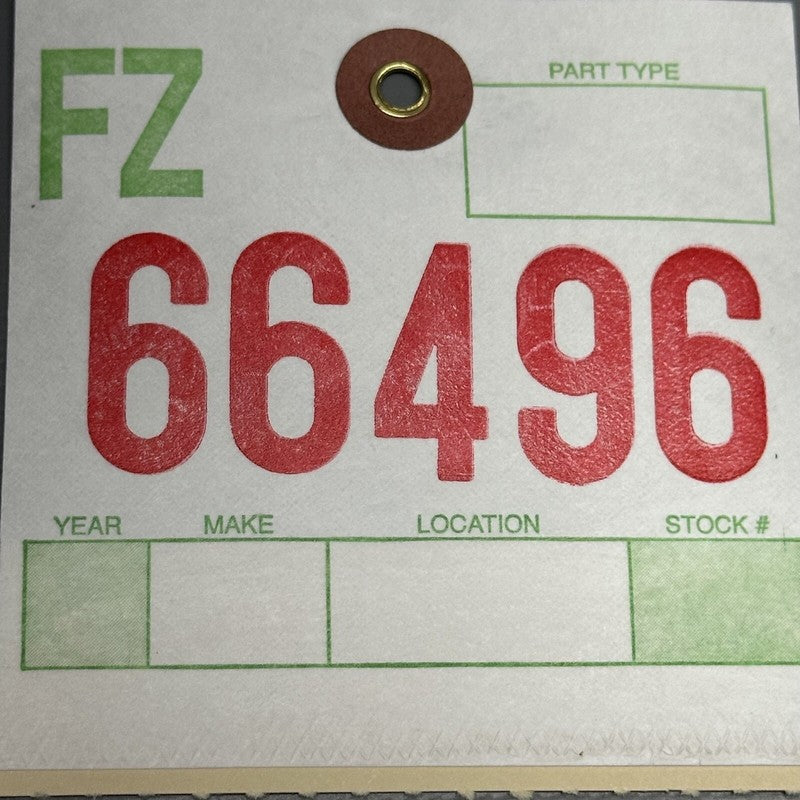 FZ
PART TYPE
66496
YEAR MAKE LOCATION STOCK #